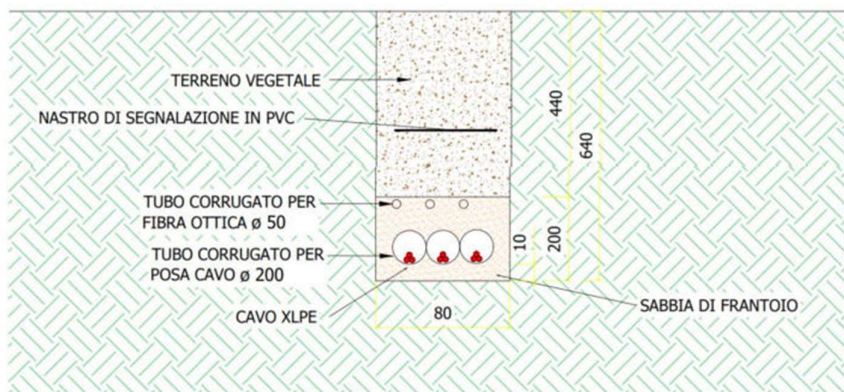 TERRENO VEGETALE
NASTRO DI SEGNALAZIONE IN PVC
440
640
TUBO CORRUGATO PER
FIBRA OTTICA ø 50
TUBO CORRUGATO PER
POSA CAVO ø 200
10
200
CAVO XLPE
SABBIA DI FRANTOIO
80